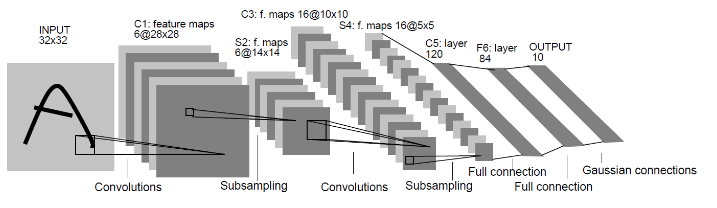 INPUT
32x32
C1: feature maps
6@28x28
S2: f. maps
6@14x14
C3: f. maps 16@10x10
S4: f. maps 16@5x5
C5: layer
120
F6: layer
84
OUTPUT
10
A
Convolutions
Subsampling
Convolutions
Subsampling
Full connection
Full connection
Gaussian connections